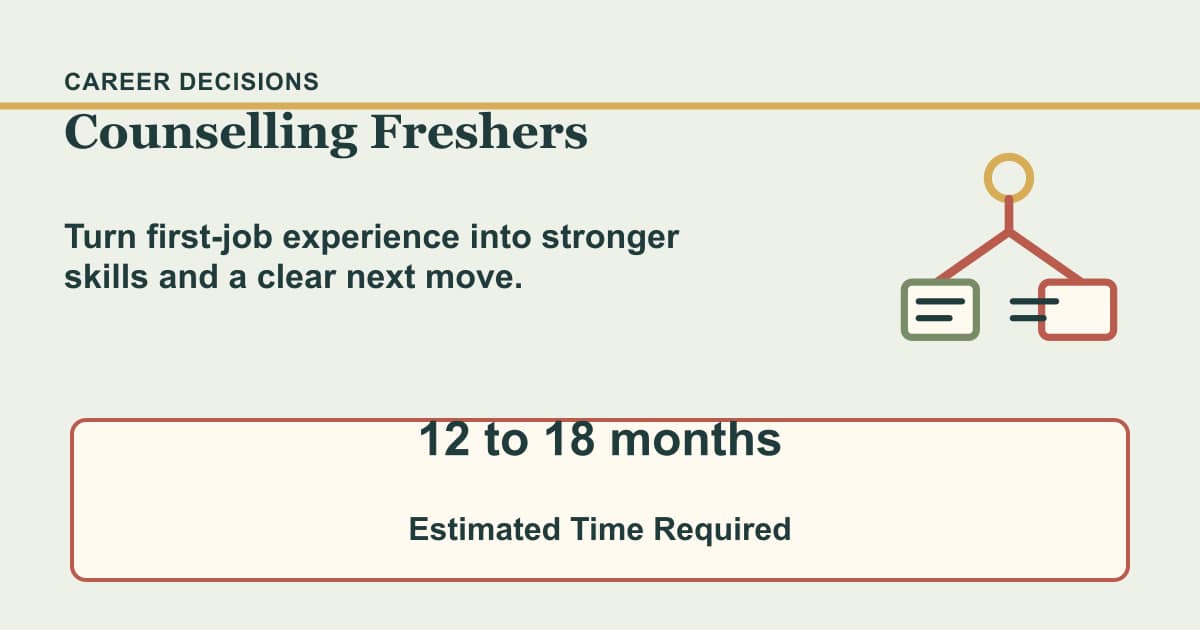 CAREER DECISIONS
Counselling Freshers
Turn first-job experience into stronger
skills and a clear next move.
12 to 18 months
Estimated Time Required